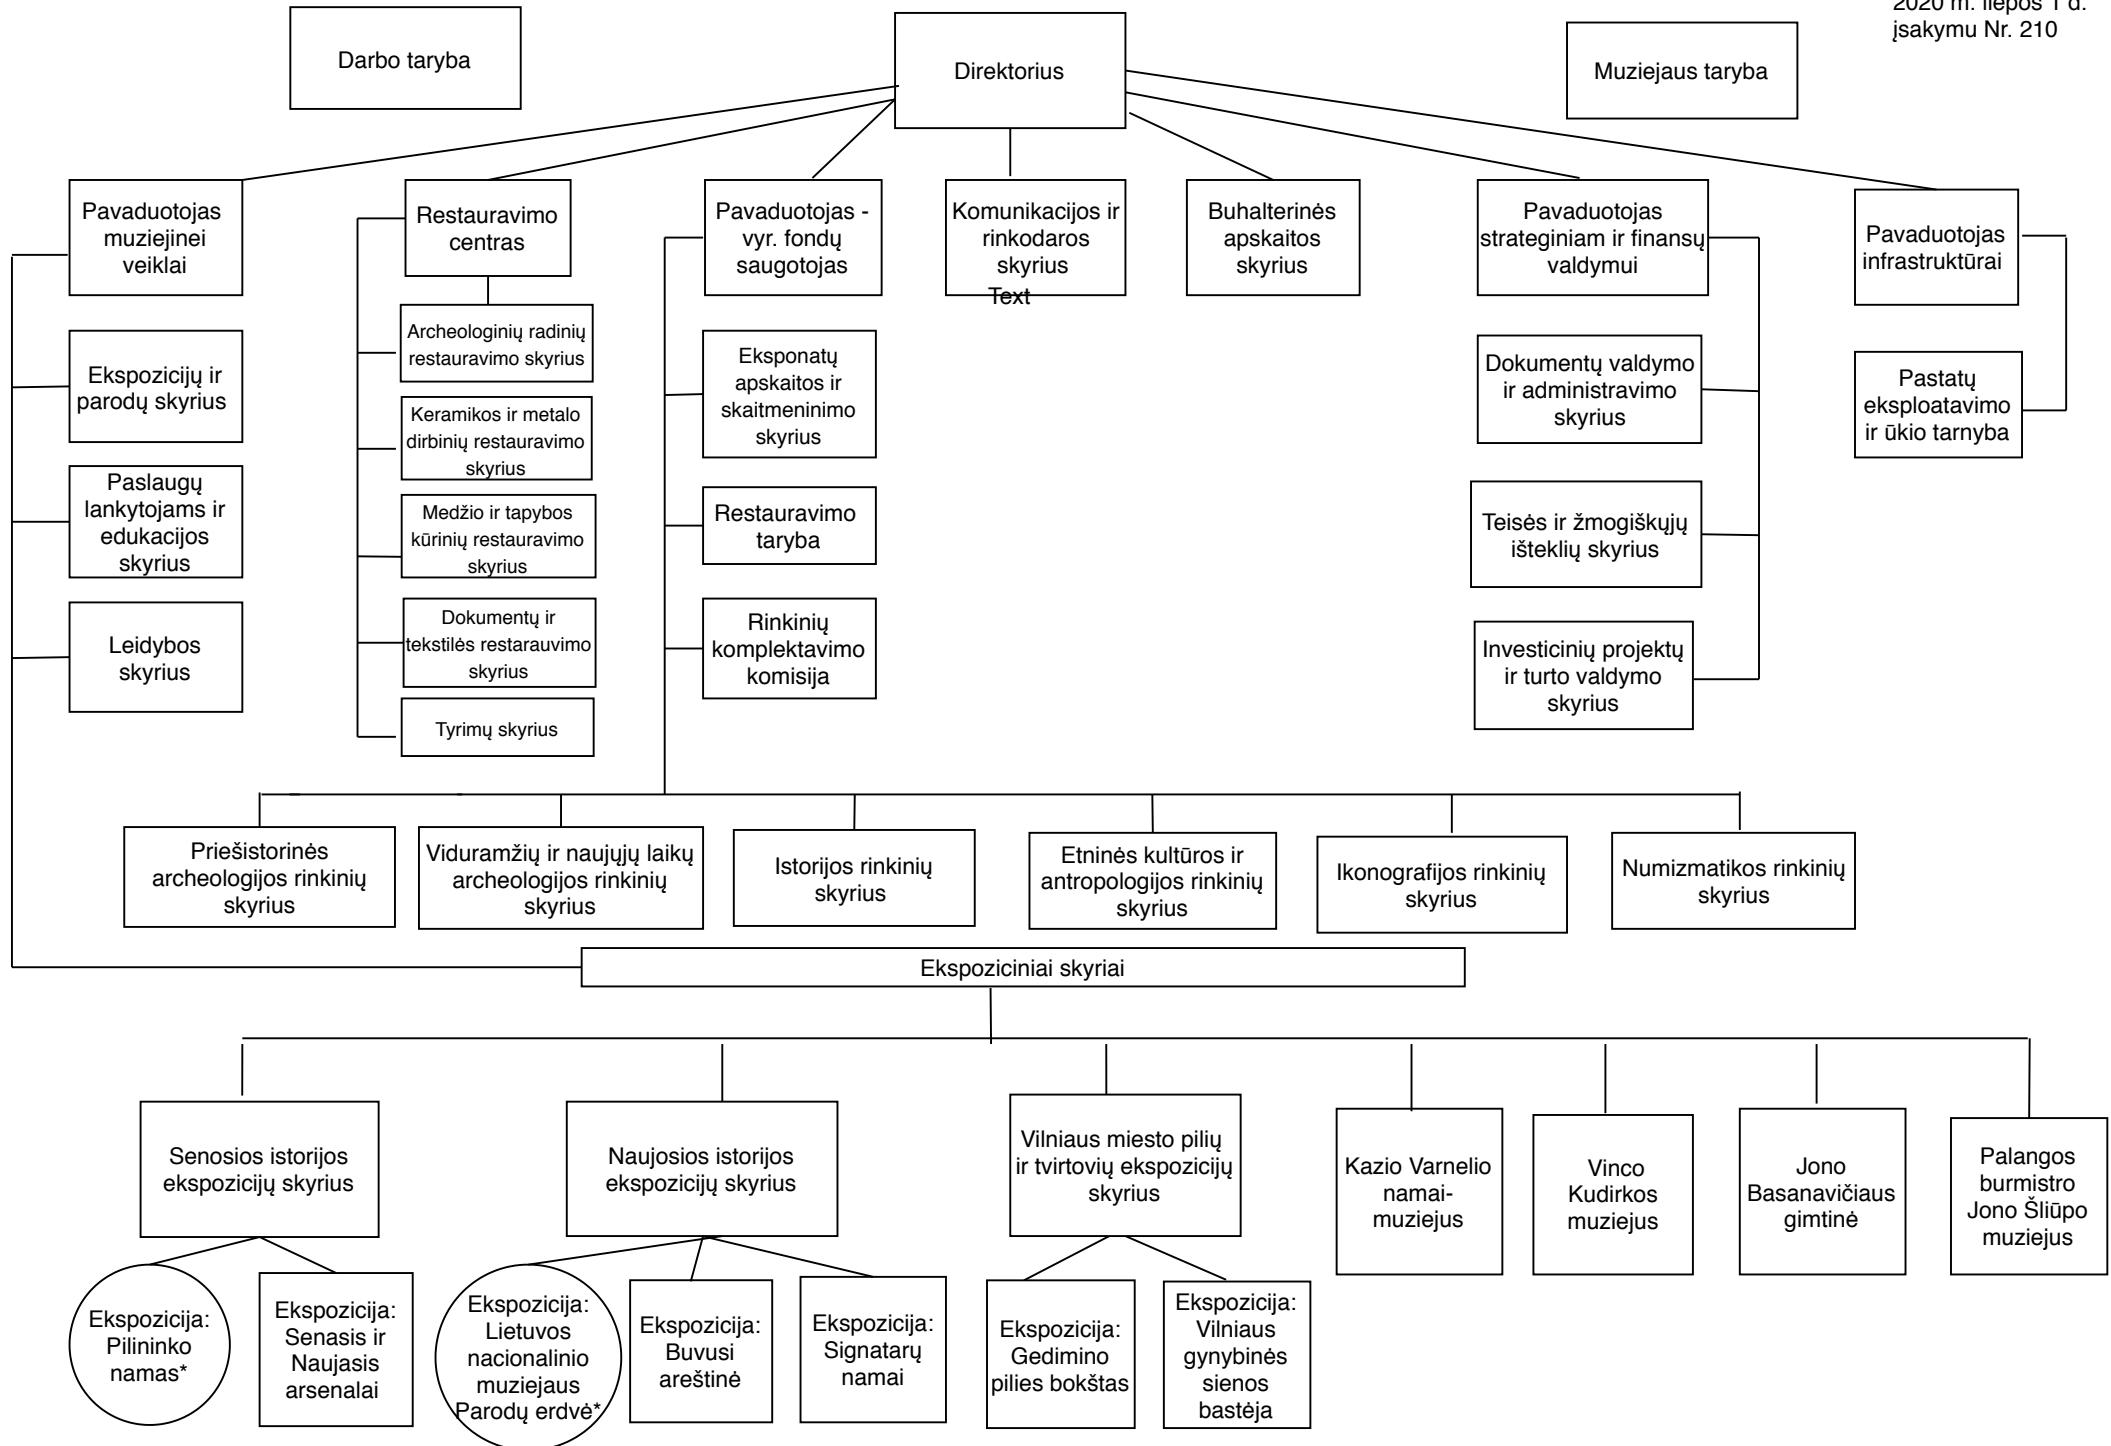 2020 m. liepos 1 d.
įsakymu Nr. 210
Darbo taryba
Direktorius
Muziejaus taryba
Pavaduotojas
muziejinei
veiklai
Restauravimo
centras
Pavaduotojas -
vyr. fondų
saugotojas
Komunikacijos ir
rinkodaros
skyrius
Text
Buhalterinės
apskaitos
skyrius
Pavaduotojas
strateginiam ir finansų
valdymui
Pavaduotojas
infrastruktūrai
Ekspozicijų ir
parodų skyrius
Paslaugų
lankytojams ir
edukacijos
skyrius
Leidybos
skyrius
Archeologinių radinių
restauravimo skyrius
Keramikos ir metalo
dirbinių restauravimo
skyrius
Medžio ir tapybos
kūrinių restauravimo
skyrius
Dokumentų ir
tekstilės restarauvimo
skyrius
Tyrimų skyrius
Eksponatų
apskaitos ir
skaitmeninimo
skyrius
Restauravimo
taryba
Rinkinių
komplektavimo
komisija
Dokumentų valdymo
ir administravimo
skyrius
Teisės ir žmogiškųjų
išteklių skyrius
Investicinių projektų
ir turto valdymo
skyrius
Pastatų
eksploatavimo
ir ūkio tarnyba
Priešistorinės
archeologijos rinkinių
skyrius
Viduramžių ir naujųjų laikų
archeologijos rinkinių
skyrius
Istorijos rinkinių
skyrius
Etninės kultūros ir
antropologijos rinkinių
skyrius
Ikonografijos rinkinių
skyrius
Numizmatikos rinkinių
skyrius
Ekspoziciniai skyriai
Senosios istorijos
ekspozicijų skyrius
Naujosios istorijos
ekspozicijų skyrius
Vilniaus miesto pilių
ir tvirtovių ekspozicijų
skyrius
Kazio Varnelio
namai-
muziejus
Vinco
Kudirkos
muziejus
Jono
Basanavičiaus
gimtinė
Palangos
burmistro
Jono Šliūpo
muziejus
Ekspozicija:
Pilininko
namas*
Ekspozicija:
Senasis ir
Naujasis
arsenalai
Ekspozicija:
Lietuvos
nacionalinio
muziejaus
Parodų erdvė*
Ekspozicija:
Buvusi
areštinė
Ekspozicija:
Signatarų
namai
Ekspozicija:
Gedimino
pilies bokštas
Ekspozicija:
Vilniaus
gynybinės
sienos
bastėja